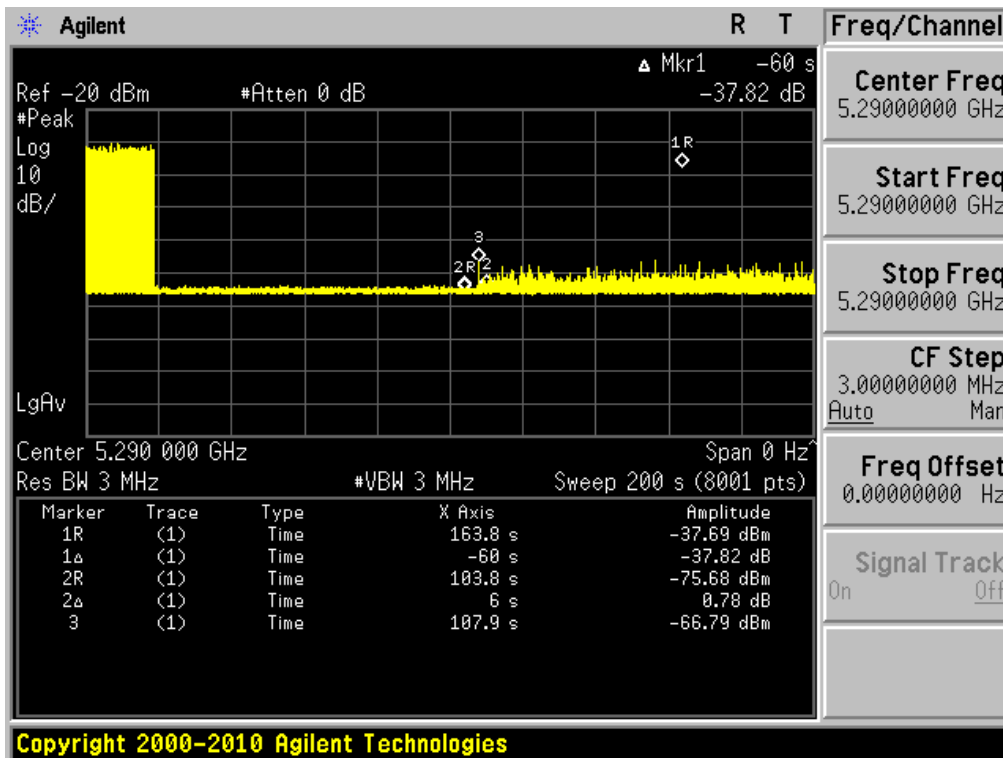 Agilent R T
Δ Mkr1 -60 s
Ref -20 dBm #Atten 0 dB -37.82 dB
#Peak
Log
10
dB/
1R
3
2R 2
LgAv
Center 5.290 000 GHz Span 0 Hz^
Res BW 3 MHz #VBW 3 MHz Sweep 200 s (8001 pts)
Marker Trace Type X Axis Amplitude
1R (1) Time 163.8 s -37.69 dBm
1Δ (1) Time -60 s -37.82 dB
2R (1) Time 103.8 s -75.68 dBm
2Δ (1) Time 6 s 0.78 dB
3 (1) Time 107.9 s -66.79 dBm
Copyright 2000-2010 Agilent Technologies
Freq/Channel
Center Freq
5.29000000 GHz
Start Freq
5.29000000 GHz
Stop Freq
5.29000000 GHz
CF Step
3.00000000 MHz
Auto Man
Freq Offset
0.00000000 Hz
Signal Track
On Off